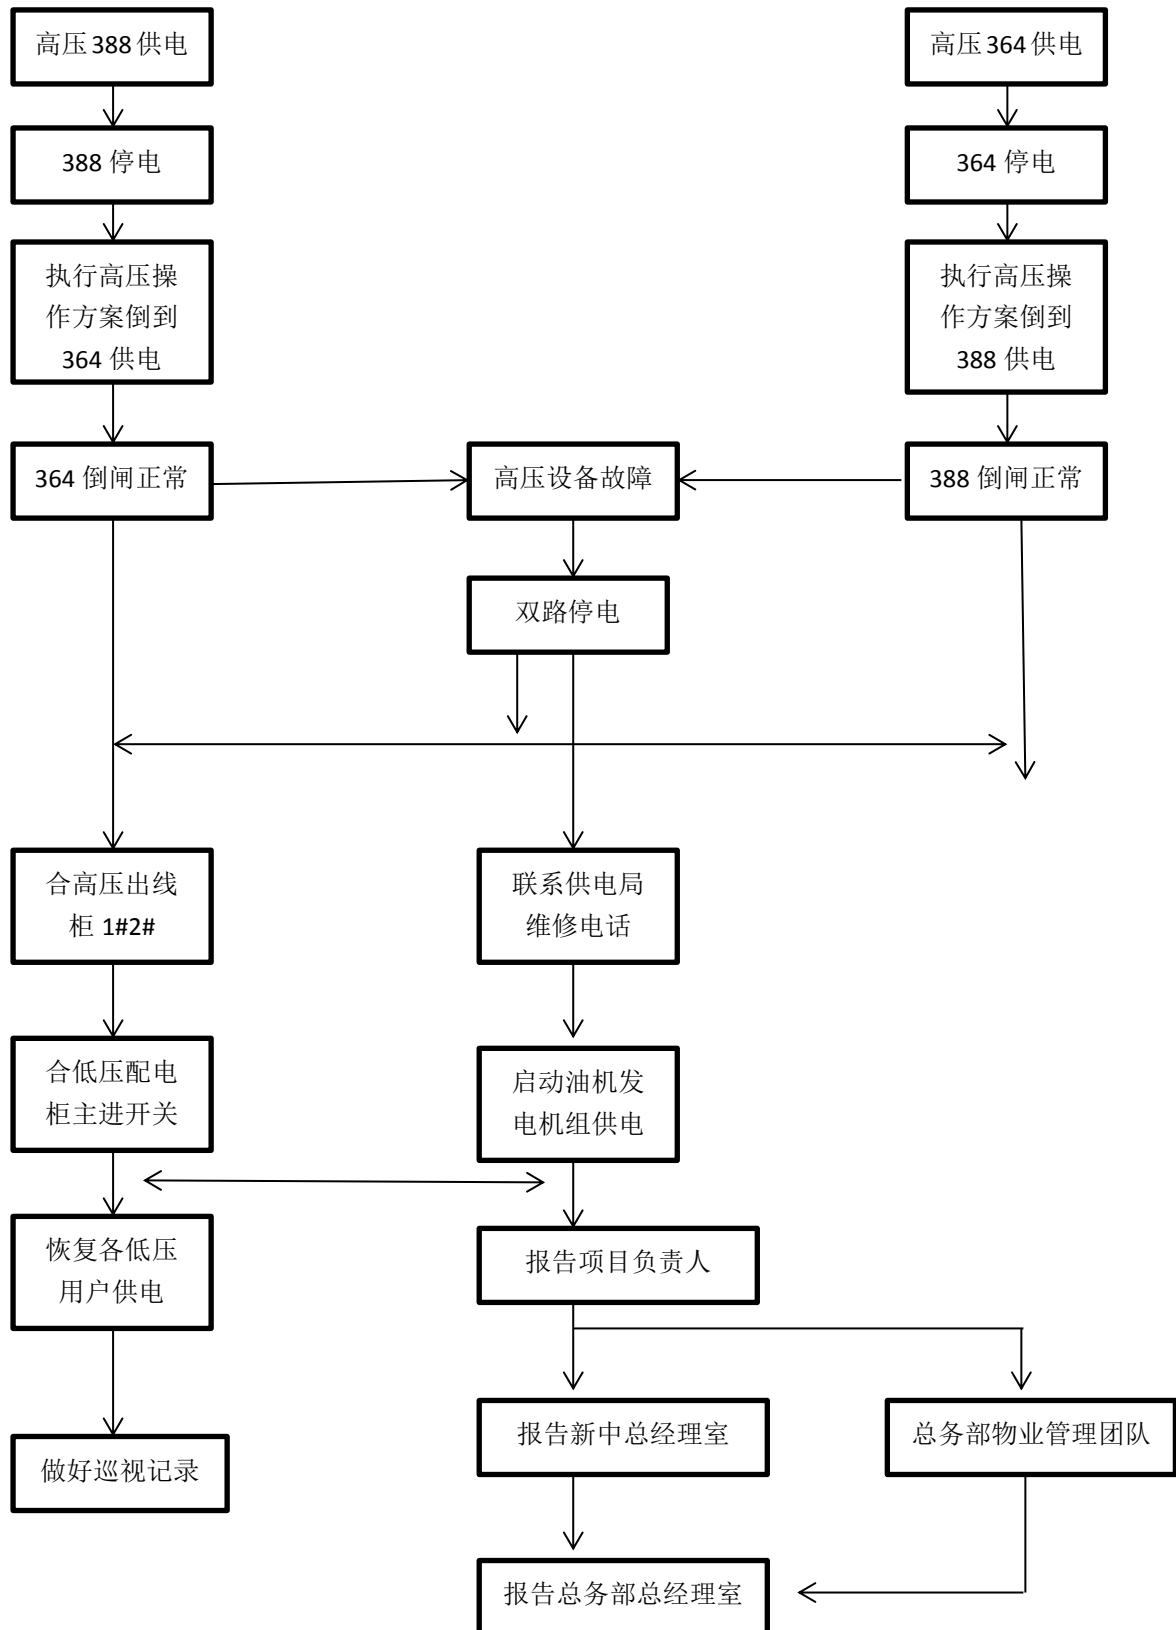 高压388供电
高压364供电
388停电
364停电
执行高压操
作方案倒到
364供电
执行高压操
作方案倒到
388供电
364倒闸正常
高压设备故障
388倒闸正常
双路停电
合高压出线
柜1#2#
联系供电局
维修电话
合低压配电
柜主进开关
启动油机发
电机组供电
恢复各低压
用户供电
报告项目负责人
报告新中总经理室
总务部物业管理团队
做好巡视记录
报告总务部总经理室